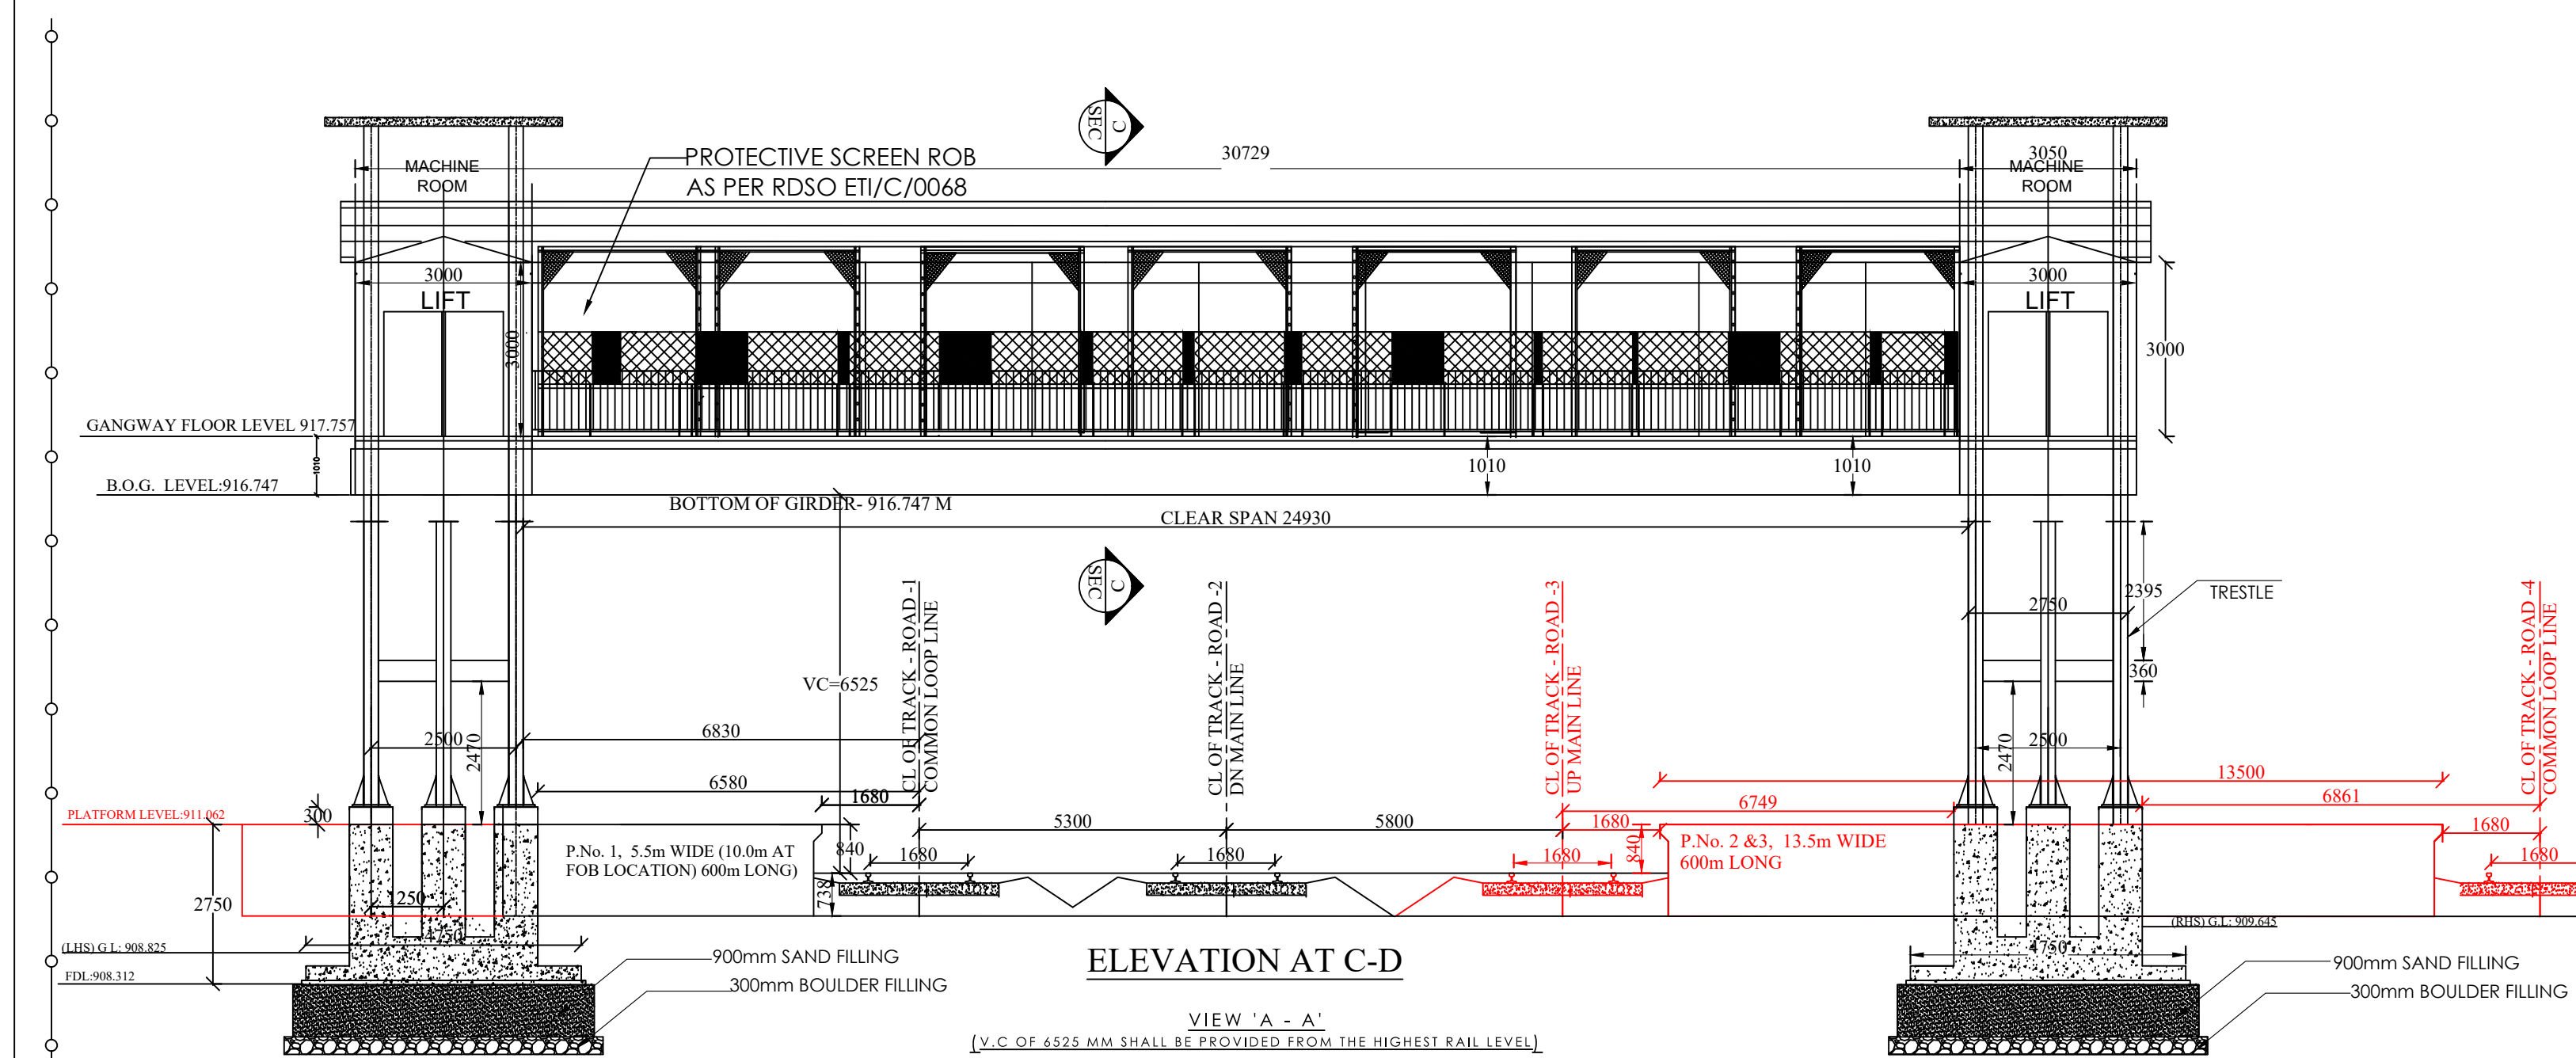 SEC C
PROTECTIVE SCREEN ROB
AS PER RDSO ETI/C/0068
30729
3050
MACHINE
ROOM
MACHINE
ROOM
3000
LIFT
3000
LIFT
3000
3000
GANGWAY FLOOR LEVEL 917.757
1010
1010
1010
B.O.G. LEVEL:916.747
BOTTOM OF GIRDER- 916.747 M
CLEAR SPAN 24930
SEC C
CL OF TRACK - ROAD -1
COMMON LOOP LINE
CL OF TRACK - ROAD -2
DN MAIN LINE
CL OF TRACK - ROAD -3
UP MAIN LINE
CL OF TRACK - ROAD -4
COMMON LOOP LINE
2395
TRESTLE
2750
360
VC=6525
6830
2500
2470
2500
2470
6580
13500
1680
6749
6861
PLATFORM LEVEL:911.062
300
5300
5800
1680
1680
P.No. 1, 5.5m WIDE (10.0m AT
FOB LOCATION) 600m LONG)
840
1680
1680
1680
840
P.No. 2 &3, 13.5m WIDE
600m LONG
1680
738
2750
1250
4750
(LHS) G L: 908.825
(RHS) G.L: 909.645
4750
FDL:908.312
900mm SAND FILLING
300mm BOULDER FILLING
ELEVATION AT C-D
900mm SAND FILLING
300mm BOULDER FILLING
VIEW 'A - A'
(V.C OF 6525 MM SHALL BE PROVIDED FROM THE HIGHEST RAIL LEVEL)